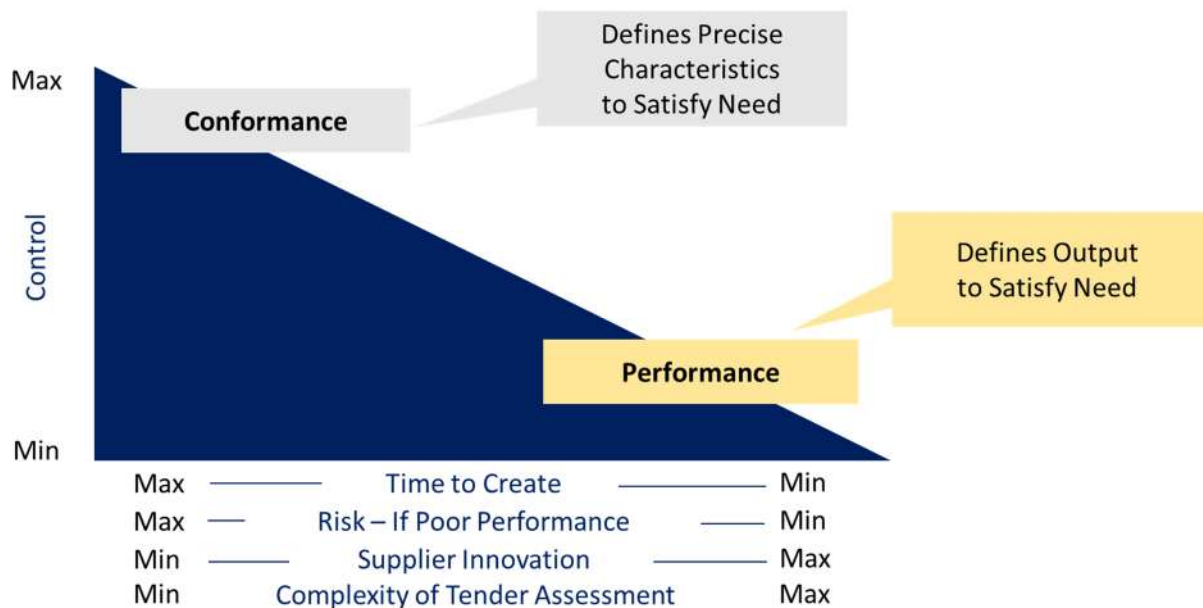 Defines Precise
Characteristics
to Satisfy Need
Max
Conformance
Control
Defines Output
to Satisfy Need
Performance
Min
Max Time to Create Min
Max Risk – If Poor Performance Min
Min Supplier Innovation Max
Min Complexity of Tender Assessment Max